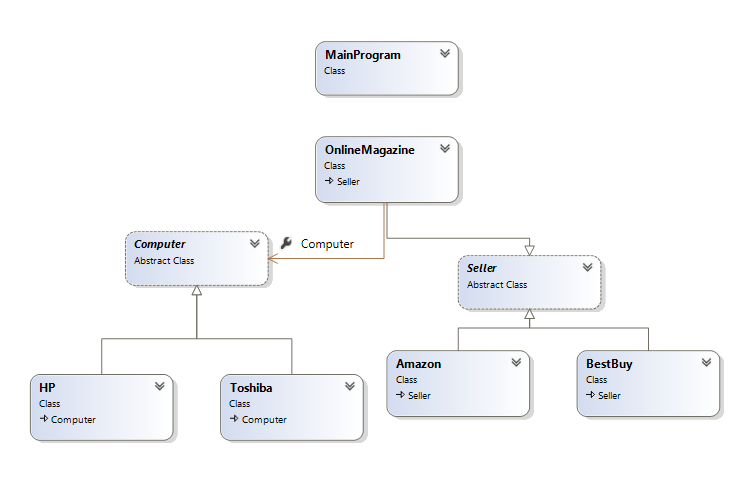 MainProgram
Class
OnlineMagazine
Class
Seller
Computer
Computer
Abstract Class
Seller
Abstract Class
HP
Class
Computer
Toshiba
Class
Computer
Amazon
Class
Seller
BestBuy
Class
Seller